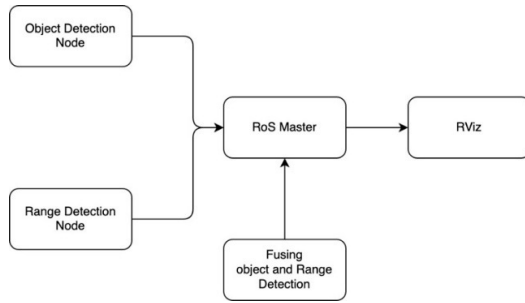 Object Detection
Node
RoS Master
RViz
Range Detection
Node
Fusing
object and Range
Detection